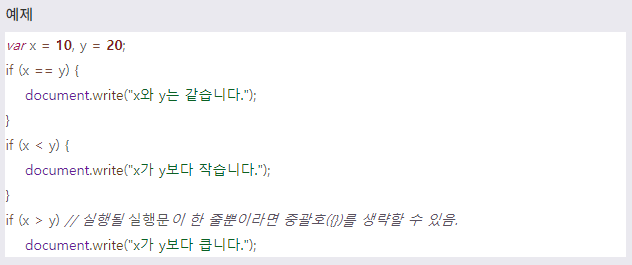 예제
var x = 10, y = 20;
if (x == y) {
    document.write("x와 y는 같습니다.");
}
if (x < y) {
    document.write("x가 y보다 작습니다.");
}
if (x > y) // 실행될 실행문이 한 줄뿐이라면 중괄호({})를 생략할 수 있음.
    document.write("x가 y보다 큽니다.");